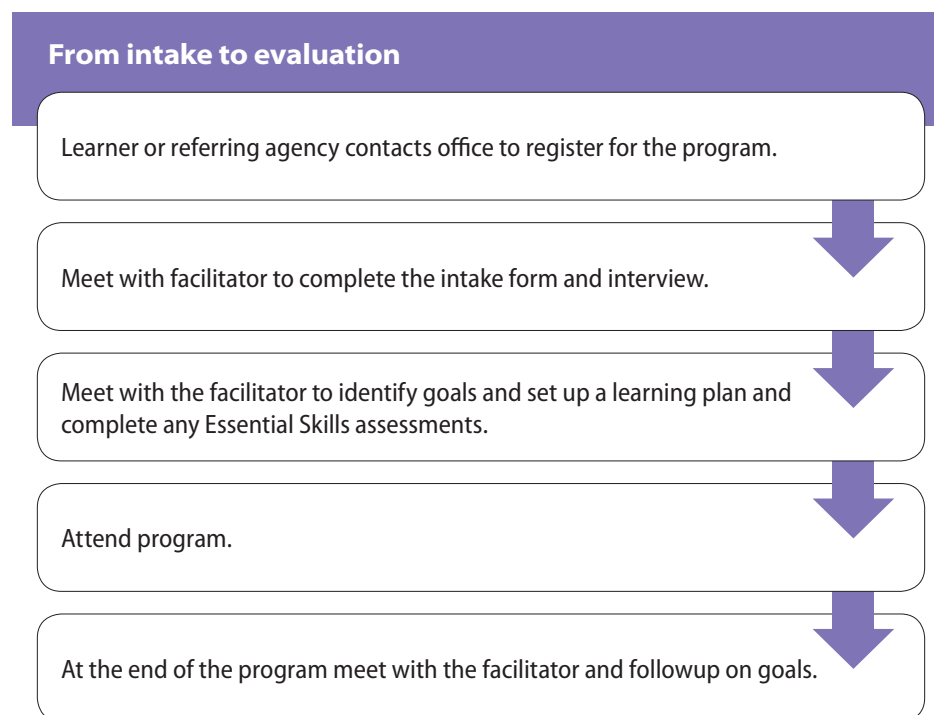 From intake to evaluation
Learner or referring agency contacts office to register for the program.
Meet with facilitator to complete the intake form and interview.
Meet with the facilitator to identify goals and set up a learning plan and
complete any Essential Skills assessments.
Attend program.
At the end of the program meet with the facilitator and followup on goals.